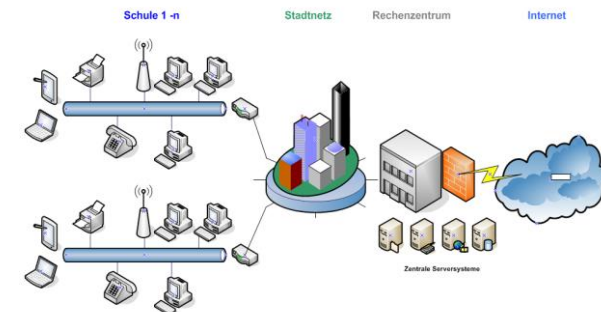 Schule 1 -n
Stadtnetz
Rechenzentrum
Internet
Zentrale Serversysteme